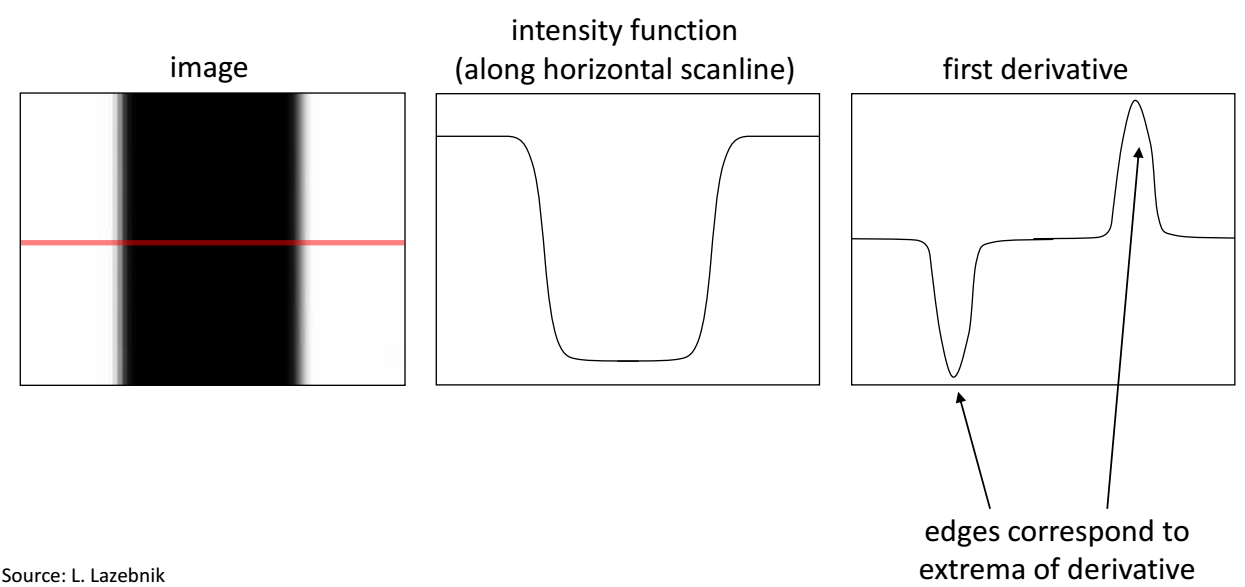 image
intensity function
(along horizontal scanline)
first derivative
edges correspond to
extrema of derivative
Source: L. Lazebnik